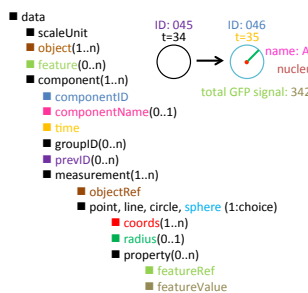 data
scaleUnit
object(1..n)
feature(0..n)
component(1..n)
componentID
componentName(0..1)
time
groupID(0..n)
prevID(0..n)
measurement(1..n)
objectRef
point, line, circle, sphere (1:choice)
coords(1..n)
radius(0..1)
property(0..n)
featureRef
featureValue
ID: 045
t=34
ID: 046
t=35
name: A
total GFP signal: 342